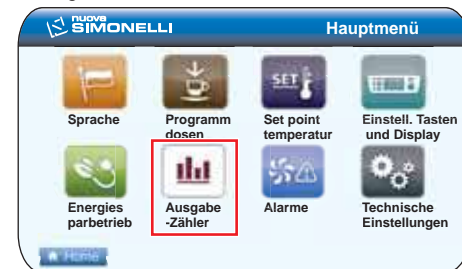 nuova
SIMONELLI
Hauptmenü
SET
Sprache
Programm
dosen
Set point
temperatur
Einstell. Tasten
und Display
Energies
parbetrieb
Ausgabe
-Zähler
Alarme
Technische
Einstellungen
Home